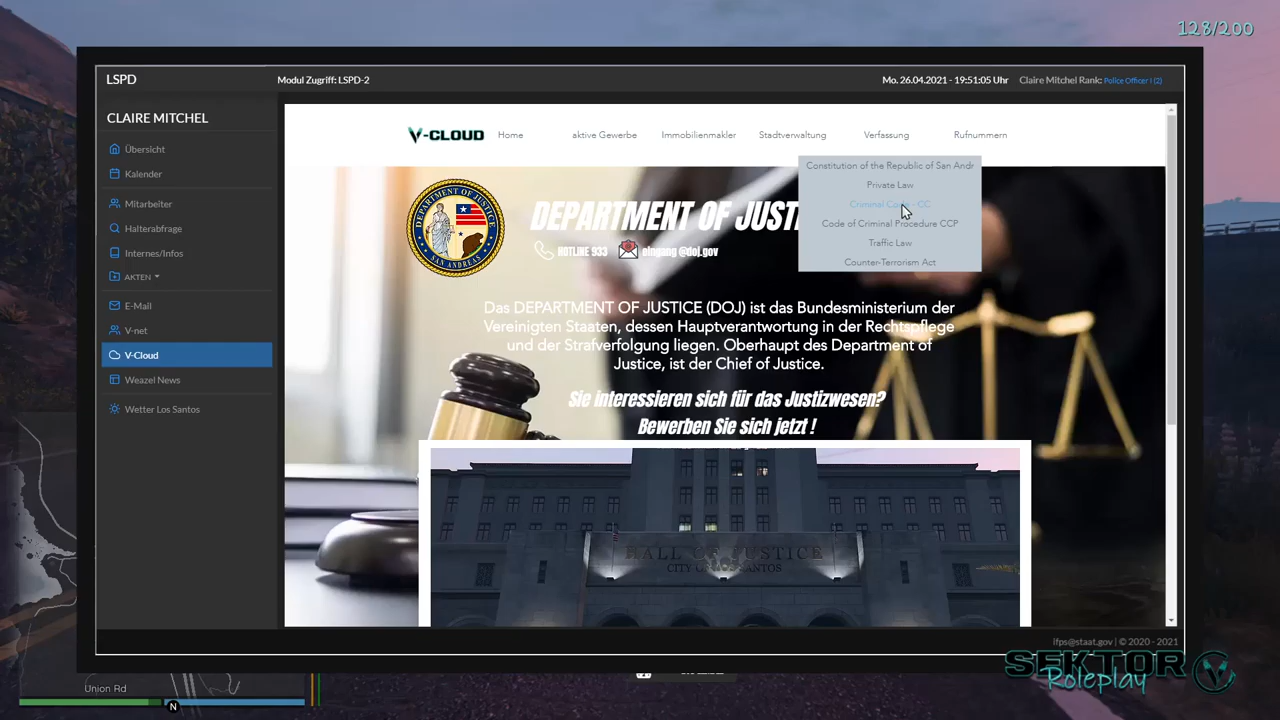 128/200
LSPD
Modul Zugriff: LSPD-2
Mo. 26.04.2021 - 19:51:05 Uhr
Claire Mitchel Rank: Police Officer I (2)
CLAIRE MITCHEL
Übersicht
Kalender
Mitarbeiter
Halterabfrage
Internes/Infos
AKTEN
E-Mail
V-net
V-Cloud
Weazel News
Wetter Los Santos
V-CLOUD
Home
aktive Gewerbe
Immobilienmakler
Stadtverwaltung
Verfassung
Rufnummern
Constitution of the Republic of San Andr
Private Law
Criminal Code - CC
Code of Criminal Procedure CCP
Traffic Law
Counter-Terrorism Act
SAN ANDREAS
DEPARTMENT OF JUST
HOTLINE 933
eingang @doj.gov
Das DEPARTMENT OF JUSTICE (DOJ) ist das Bundesministerium der
Vereinigten Staaten, dessen Hauptverantwortung in der Rechtspflege
und der Strafverfolgung liegen. Oberhaupt des Department of
Justice, ist der Chief of Justice.
Sie interessieren sich für das Justizwesen?
Bewerben Sie sich jetzt !
HALL OF JUSTICE
CITY OF LOS SANTOS
lfps@staat.gov | © 2020 - 2021
SEKTOR V
Roleplay
Union Rd
N